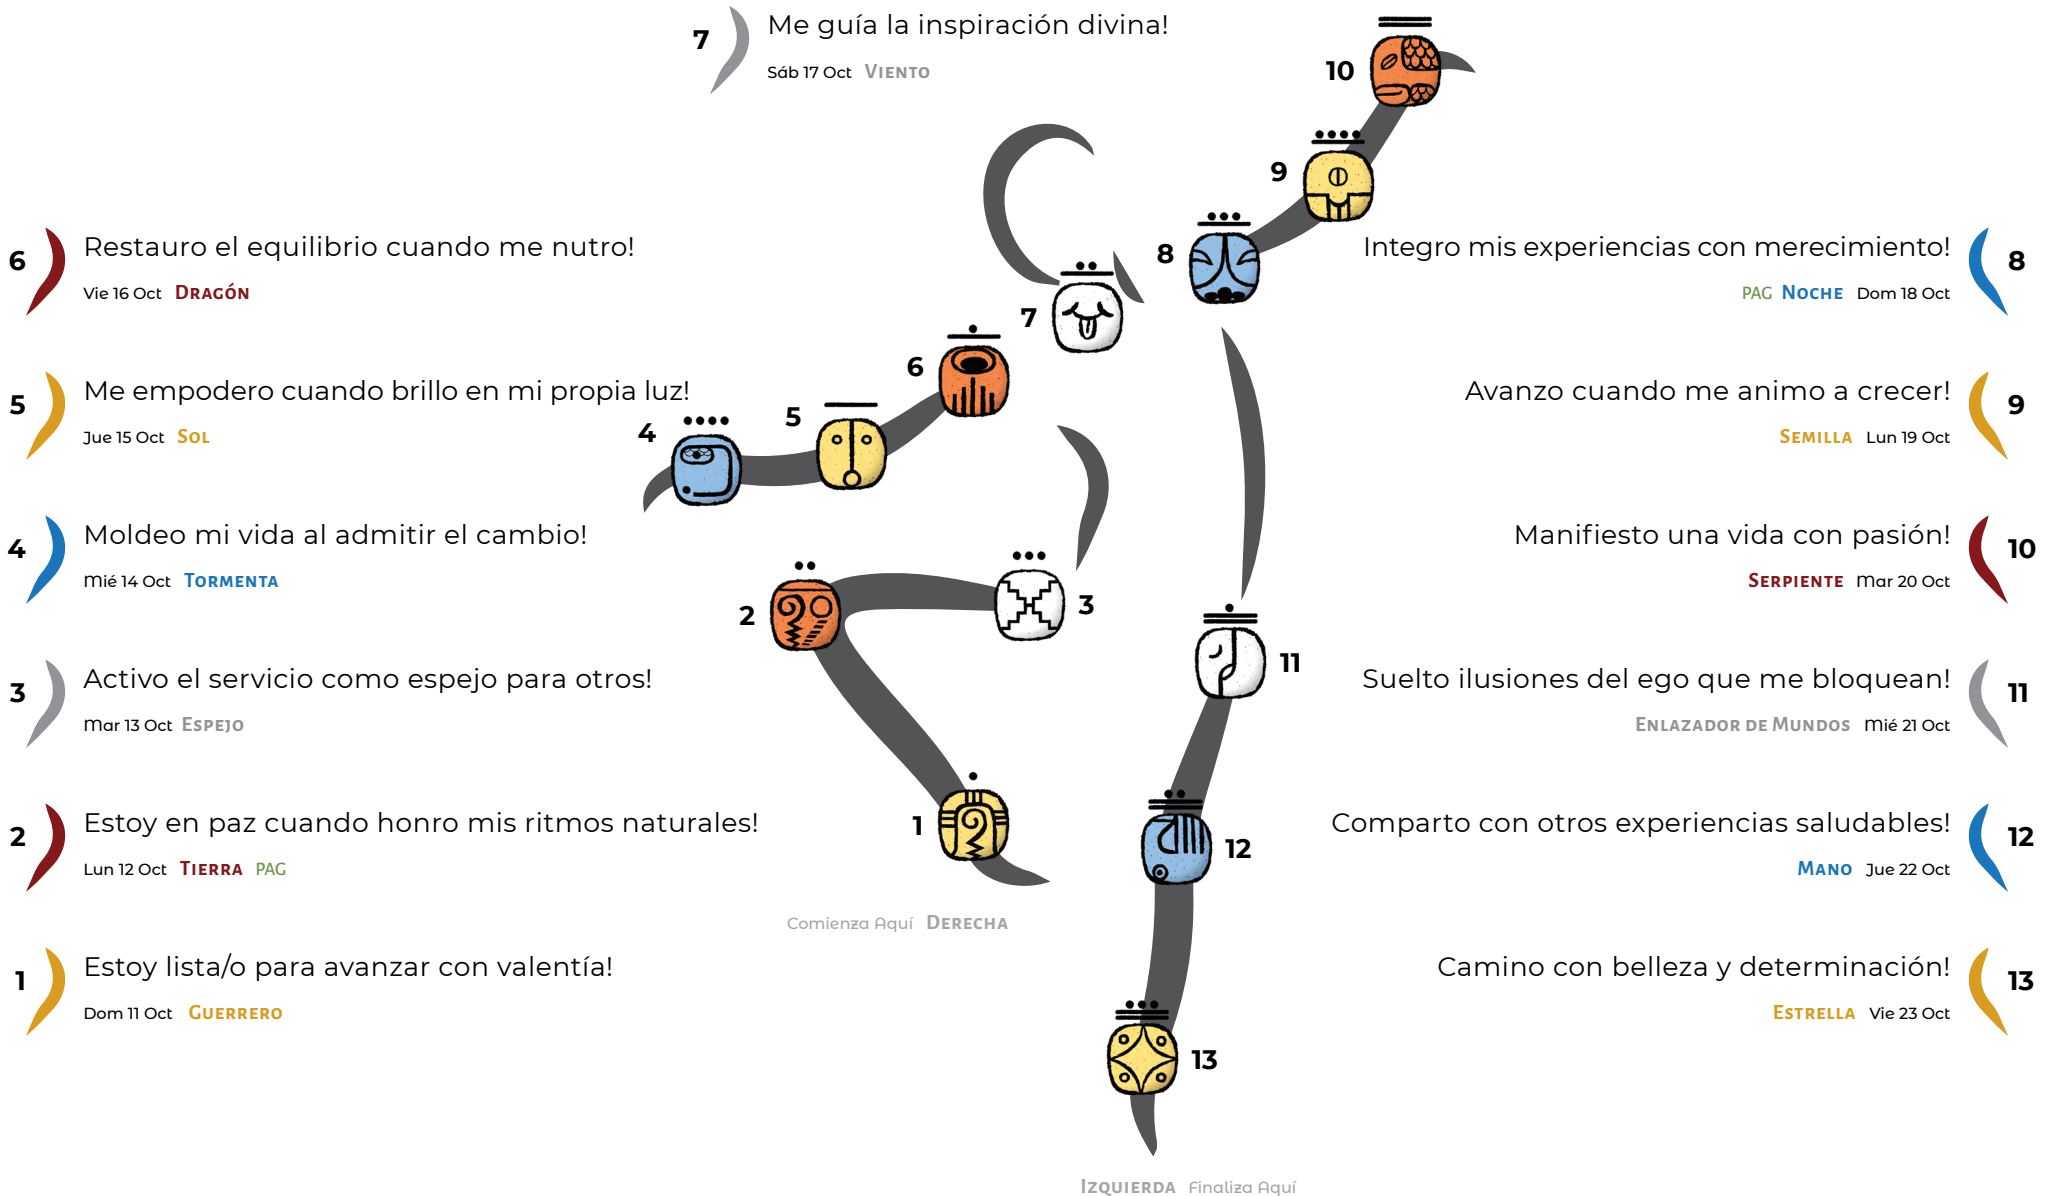 7
Me guía la inspiración divina!
Sáb 17 Oct VIENTO
6
Restauro el equilibrio cuando me nutro!
Vie 16 Oct DRAGÓN
5
Me empodero cuando brillo en mi propia luz!
Jue 15 Oct SOL
4
Moldeo mi vida al admitir el cambio!
Mié 14 Oct TORMENTA
3
Activo el servicio como espejo para otros!
Mar 13 Oct ESPEJO
2
Estoy en paz cuando honro mis ritmos naturales!
Lun 12 Oct TIERRA PAG
1
Estoy lista/o para avanzar con valentía!
Dom 11 Oct GUERRERO
10
9
8
7
6
5
4
2
3
11
1
12
Comienza Aquí DERECHA
13
IZQUIERDA Finaliza Aquí
Integro mis experiencias con merecimiento!
8
PAG NOCHE Dom 18 Oct
Avanzo cuando me animo a crecer!
9
SEMILLA Lun 19 Oct
Manifiesto una vida con pasión!
10
SERPIENTE Mar 20 Oct
Suelto ilusiones del ego que me bloquean!
11
ENLAZADOR DE MUNDOS Mié 21 Oct
Comparto con otros experiencias saludables!
12
MANO Jue 22 Oct
Camino con belleza y determinación!
13
ESTRELLA Vie 23 Oct